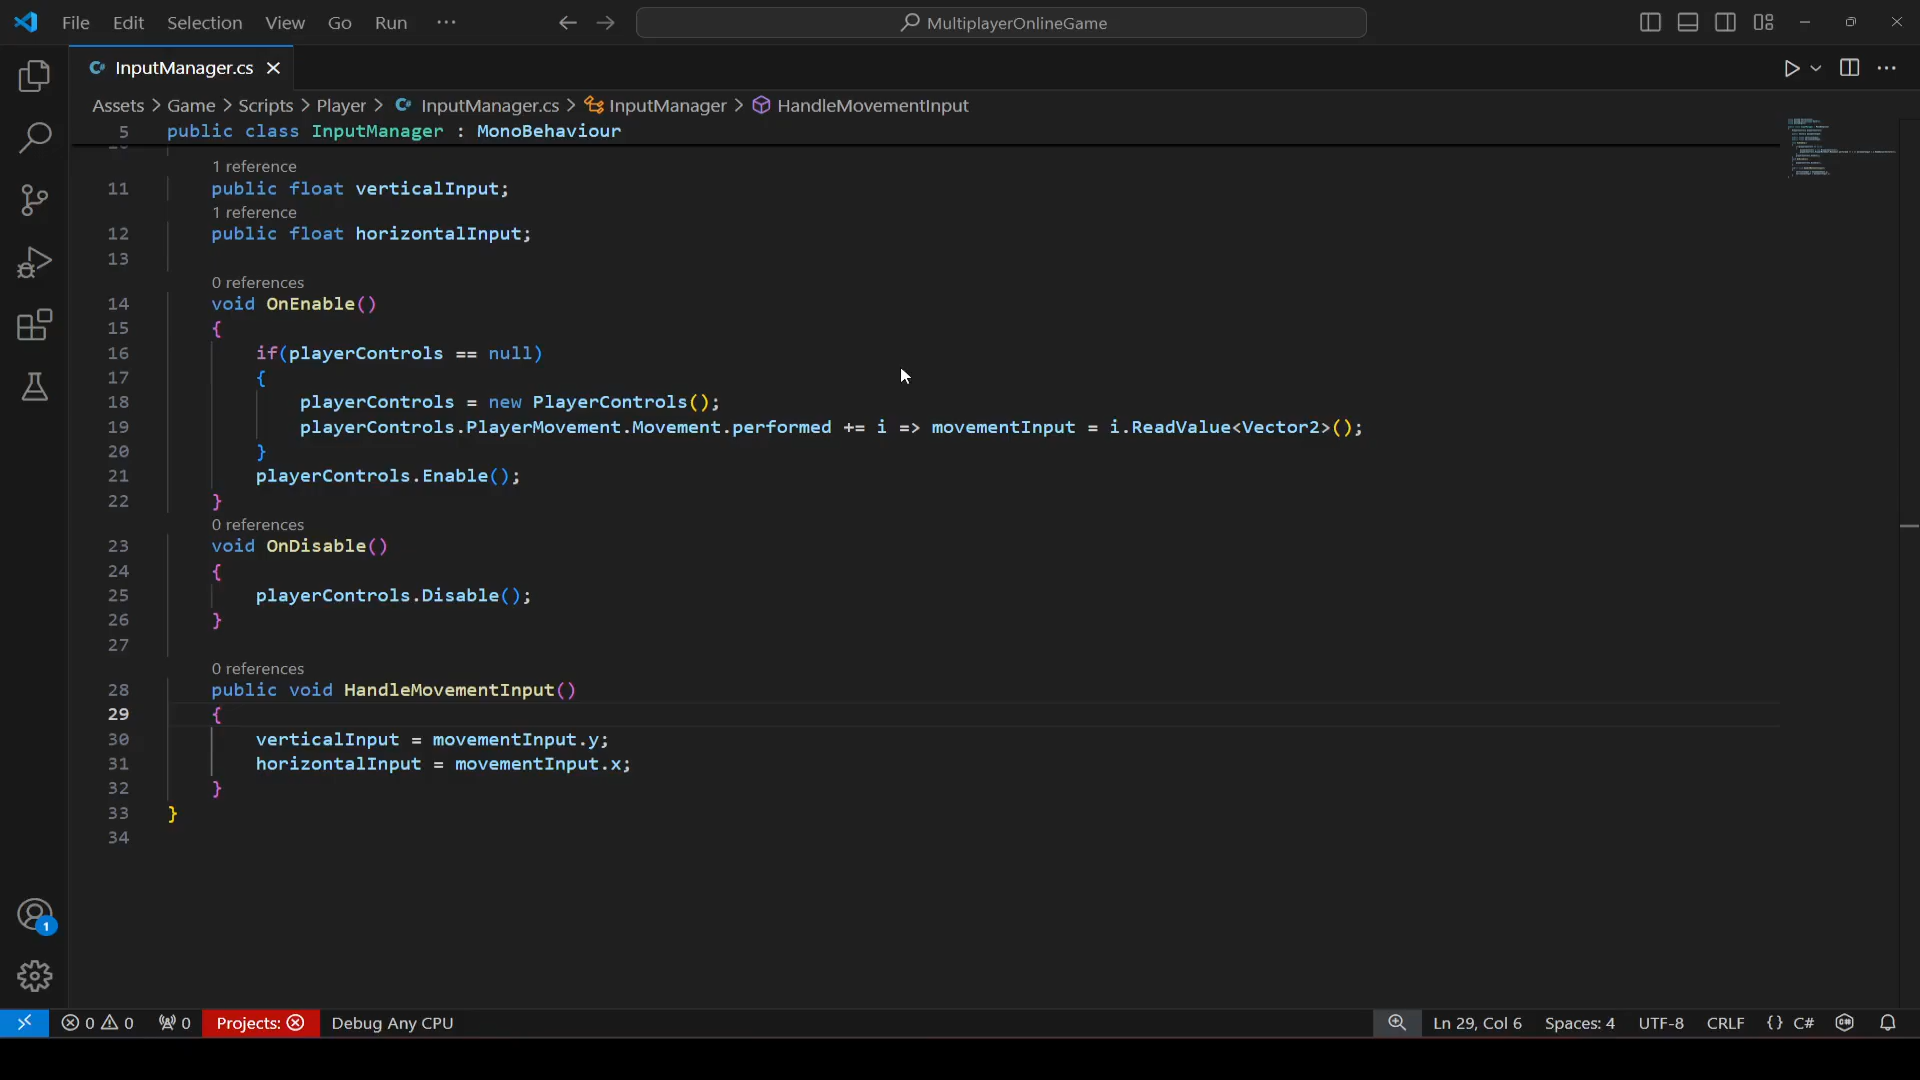 File Edit Selection View Go Run ···
MultiplayerOnlineGame
InputManager.cs
Assets > Game > Scripts > Player > InputManager.cs > InputManager > HandleMovementInput
5 public class InputManager : MonoBehaviour
1 reference
11 public float verticalInput;
1 reference
12 public float horizontalInput;
13
0 references
14 void OnEnable()
15 {
16 if(playerControls == null)
17 {
18 playerControls = new PlayerControls();
19 playerControls.PlayerMovement.Movement.performed += i => movementInput = i.ReadValue<Vector2>();
20 }
21 playerControls.Enable();
22 }
0 references
23 void OnDisable()
24 {
25 playerControls.Disable();
26 }
27
0 references
28 public void HandleMovementInput()
29 {
30 verticalInput = movementInput.y;
31 horizontalInput = movementInput.x;
32 }
33 }
34
1
0 0 0 Projects: Debug Any CPU Ln 29, Col 6 Spaces: 4 UTF-8 CRLF {} C#